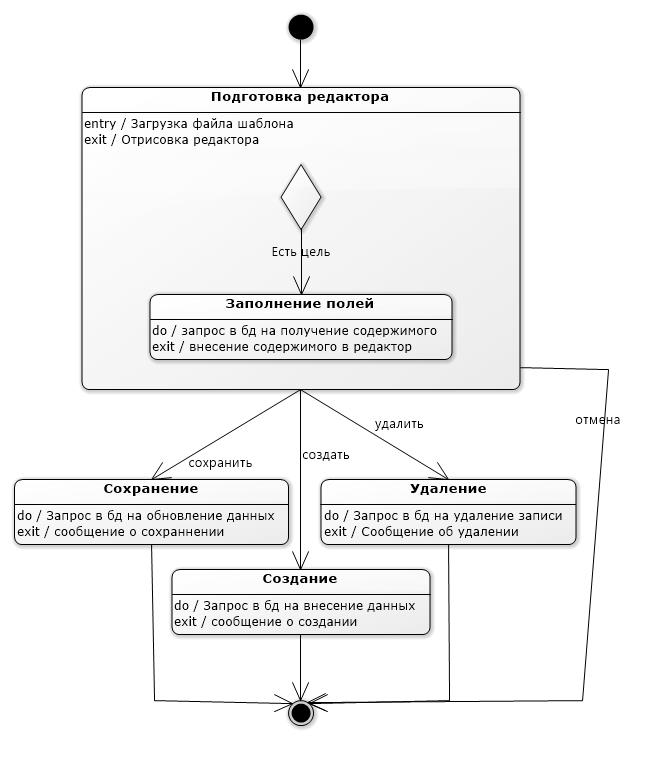 Подготовка редактора
entry / Загрузка файла шаблона
exit / Отрисовка редактора
Есть цель
Заполнение полей
do / запрос в бд на получение содержимого
exit / внесение содержимого в редактор
отмена
удалить
создать
сохранить
Сохранение
do / Запрос в бд на обновление данных
exit / сообщение о сохраннении
Удаление
do / Запрос в бд на удаление записи
exit / Сообщение об удалении
Создание
do / Запрос в бд на внесение данных
exit / сообщение о создании